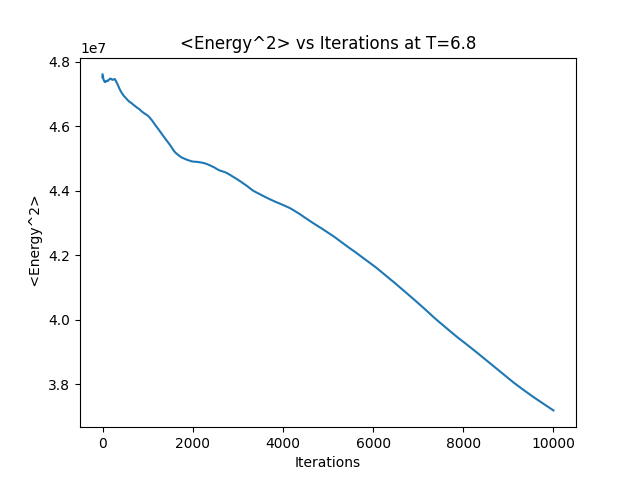 <Energy^2> vs Iterations at T=6.8
1e7
4.8
4.6
4.4
4.2
4.0
3.8
<Energy^2>
0 2000 4000 6000 8000 10000
Iterations